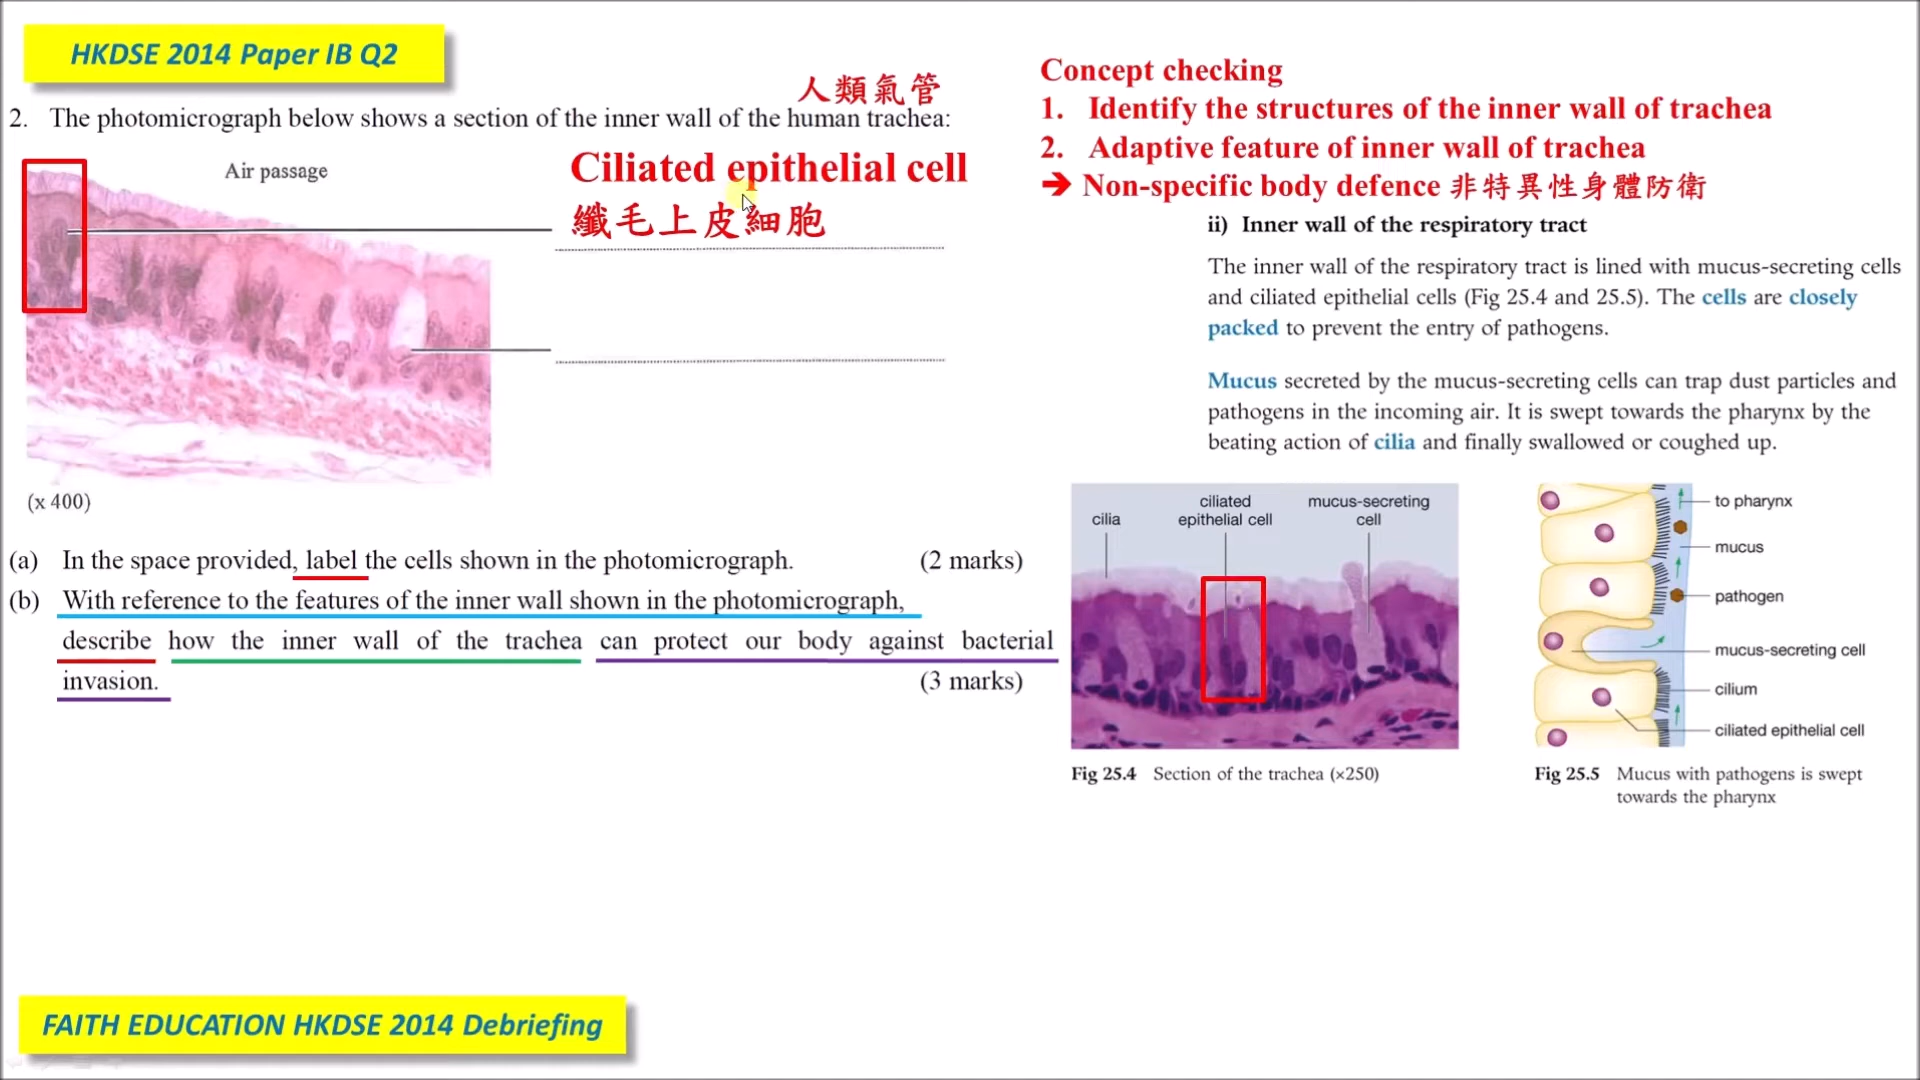 HKDSE 2014 Paper IB Q2
人類氣管
2. The photomicrograph below shows a section of the inner wall of the human trachea:
Air passage
Ciliated epithelial cell
纖毛上皮細胞
(x 400)
(a) In the space provided, label the cells shown in the photomicrograph. (2 marks)
(b) With reference to the features of the inner wall shown in the photomicrograph,
describe how the inner wall of the trachea can protect our body against bacterial
invasion. (3 marks)
Concept checking
1. Identify the structures of the inner wall of trachea
2. Adaptive feature of inner wall of trachea
➔ Non-specific body defence 非特異性身體防衛
ii) Inner wall of the respiratory tract
The inner wall of the respiratory tract is lined with mucus-secreting cells
and ciliated epithelial cells (Fig 25.4 and 25.5). The cells are closely
packed to prevent the entry of pathogens.
Mucus secreted by the mucus-secreting cells can trap dust particles and
pathogens in the incoming air. It is swept towards the pharynx by the
beating action of cilia and finally swallowed or coughed up.
cilia
ciliated
epithelial cell
mucus-secreting
cell
Fig 25.4 Section of the trachea (×250)
to pharynx
mucus
pathogen
mucus-secreting cell
cilium
ciliated epithelial cell
Fig 25.5 Mucus with pathogens is swept
towards the pharynx
FAITH EDUCATION HKDSE 2014 Debriefing